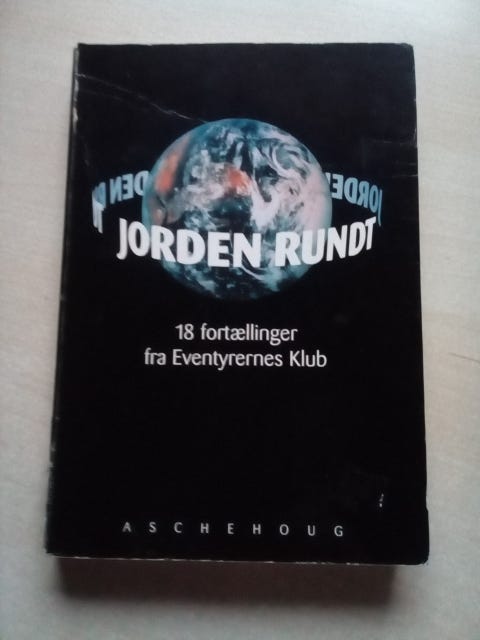 JORDEN RUNDT
18 fortællinger
fra Eventyrernes Klub
ASCHEHOUG